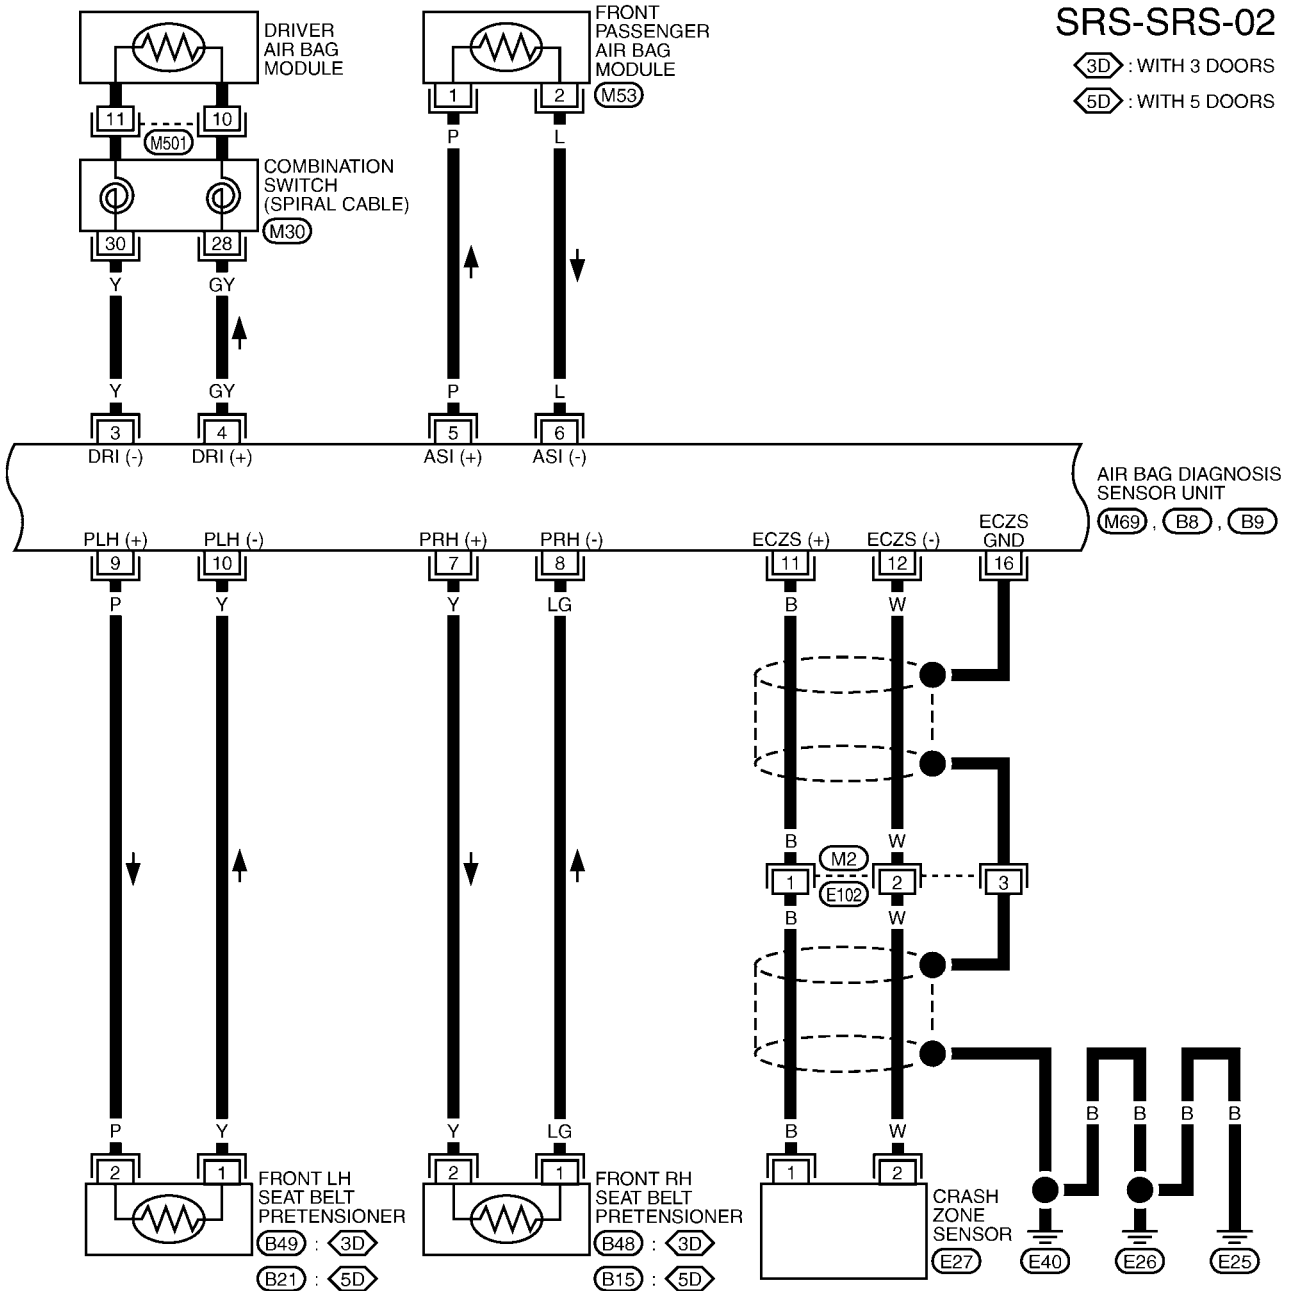 SRS-SRS-02
3D : WITH 3 DOORS
5D : WITH 5 DOORS
DRIVER
AIR BAG
MODULE
FRONT
PASSENGER
AIR BAG
MODULE
M53
1 2
11 10
M501
P L
COMBINATION
SWITCH
(SPIRAL CABLE)
M30
30 28
Y GY
Y GY P L
3 4 5 6
DRI (-) DRI (+) ASI (+) ASI (-)
AIR BAG DIAGNOSIS
SENSOR UNIT
M69 , B8 , B9
PLH (+) PLH (-) PRH (+) PRH (-) ECZS (+) ECZS (-)
ECZS
GND
9 10 7 8 11 12 16
P Y Y LG B W
B W
M2
1 2 3
E102
B W
B B B B
P Y Y LG B W
2 1 2 1 1 2
FRONT LH
SEAT BELT
PRETENSIONER
B49 : 3D
B21 : 5D
FRONT RH
SEAT BELT
PRETENSIONER
B48 : 3D
B15 : 5D
CRASH
ZONE
SENSOR
E27
E40 E26 E25